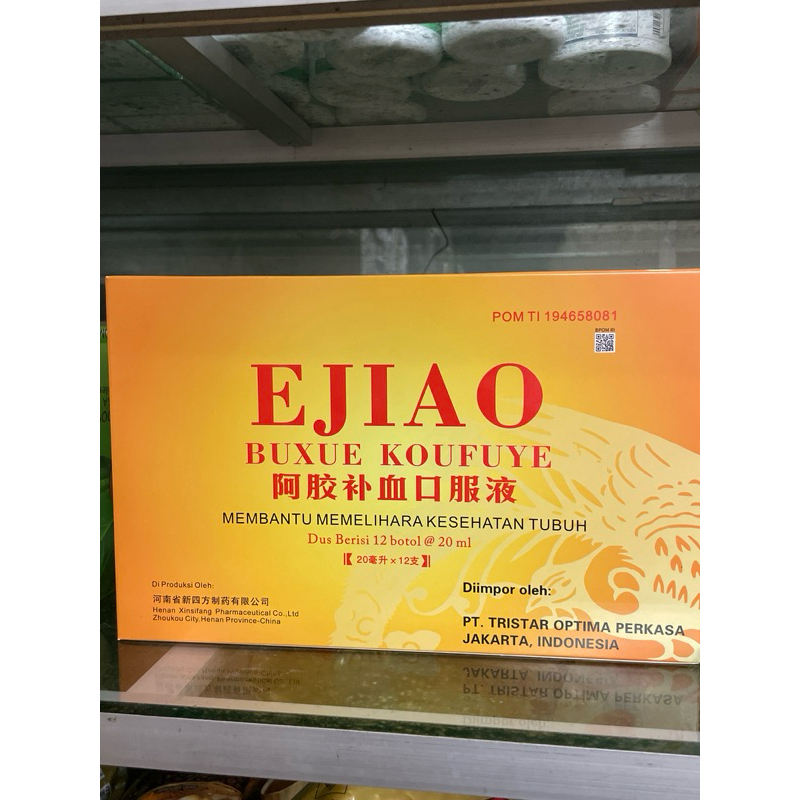 POM TI 194658081
BPOM RI
EJIAO
BUXUE KOUFUYE
阿胶补血口服液
MEMBANTU MEMELIHARA KESEHATAN TUBUH
Dus Berisi 12 botol @ 20 ml
【20毫升×12支】
Di Produksi Oleh:
河南省新四方制药有限公司
Henan Xinsifang Pharmaceutical Co.,Ltd
Zhoukou City,Henan Province-China
Diimpor oleh:
PT. TRISTAR OPTIMA PERKASA
JAKARTA, INDONESIA